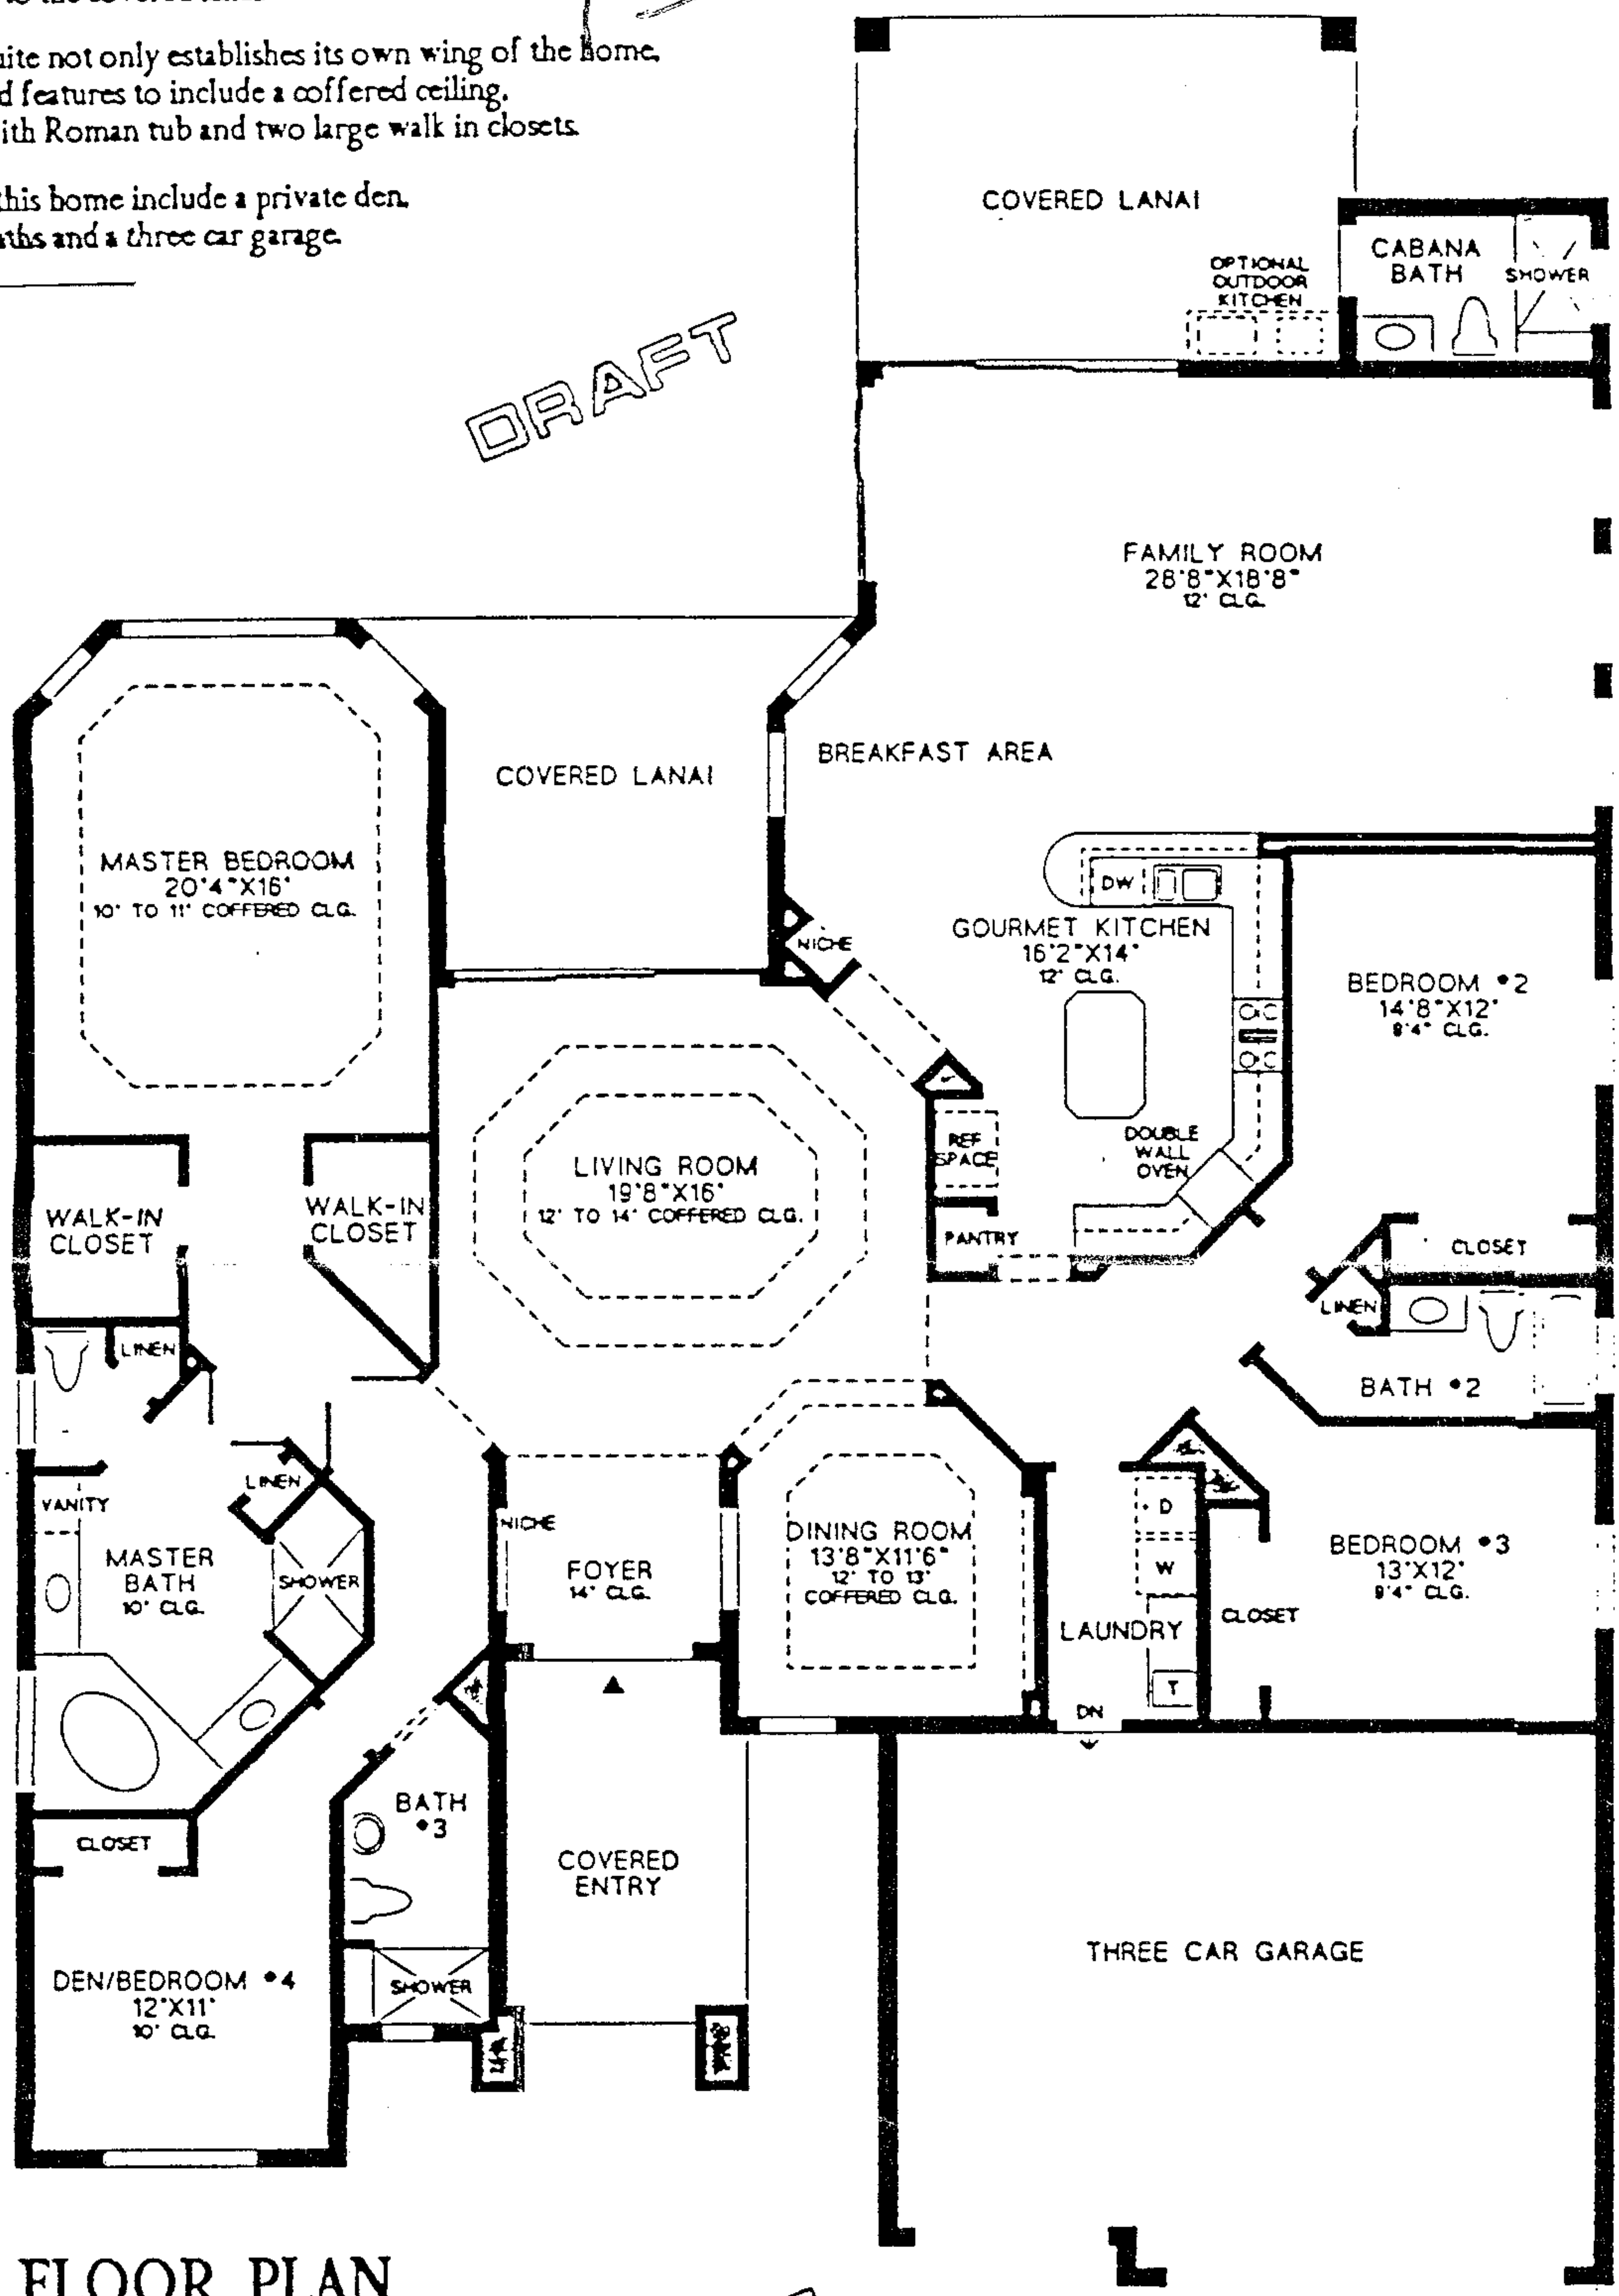 uite not only establishes its own wing of the home,
d features to include a coffered ceiling.
ith Roman tub and two large walk in closets.
this home include a private den,
ths and a three car garage.
DRAFT
COVERED LANAI
OPTIONAL
OUTDOOR
KITCHEN
CABANA
BATH
SHOWER
FAMILY ROOM
28'8"X18'8"
12' CLG.
COVERED LANAI
BREAKFAST AREA
MASTER BEDROOM
20'4"X16'
10' TO 11' COFFERED CLG.
DW
NICHE
GOURMET KITCHEN
16'2"X14'
12' CLG.
BEDROOM •2
14'8"X12'
9'4" CLG.
REF
SPACE
DOUBLE
WALL
OVEN
PANTRY
LIVING ROOM
19'8"X16'
12' TO 14' COFFERED CLG.
WALK-IN
CLOSET
WALK-IN
CLOSET
CLOSET
LINEN
BATH •2
LINEN
LINEN
VANITY
MASTER
BATH
10' CLG.
SHOWER
NICHE
FOYER
14' CLG.
DINING ROOM
13'8"X11'6"
12' TO 13'
COFFERED CLG.
D
W
LAUNDRY
T
DN
CLOSET
BEDROOM •3
13'X12'
9'4" CLG.
CLOSET
BATH
•3
SHOWER
COVERED
ENTRY
DEN/BEDROOM •4
12'X11'
10' CLG.
THREE CAR GARAGE
FLOOR PLAN